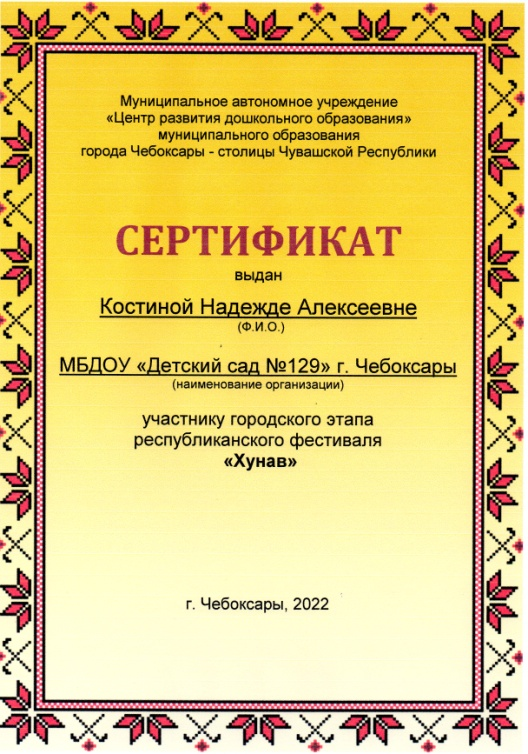 Муниципальное автономное учреждение
«Центр развития дошкольного образования»
муниципального образования
города Чебоксары - столицы Чувашской Республики
СЕРТИФИКАТ
выдан
Костиной Надежде Алексеевне
(Ф.И.О.)
МБДОУ «Детский сад №129» г. Чебоксары
(наименование организации)
участнику городского этапа
республиканского фестиваля
«Хунав»
г. Чебоксары, 2022